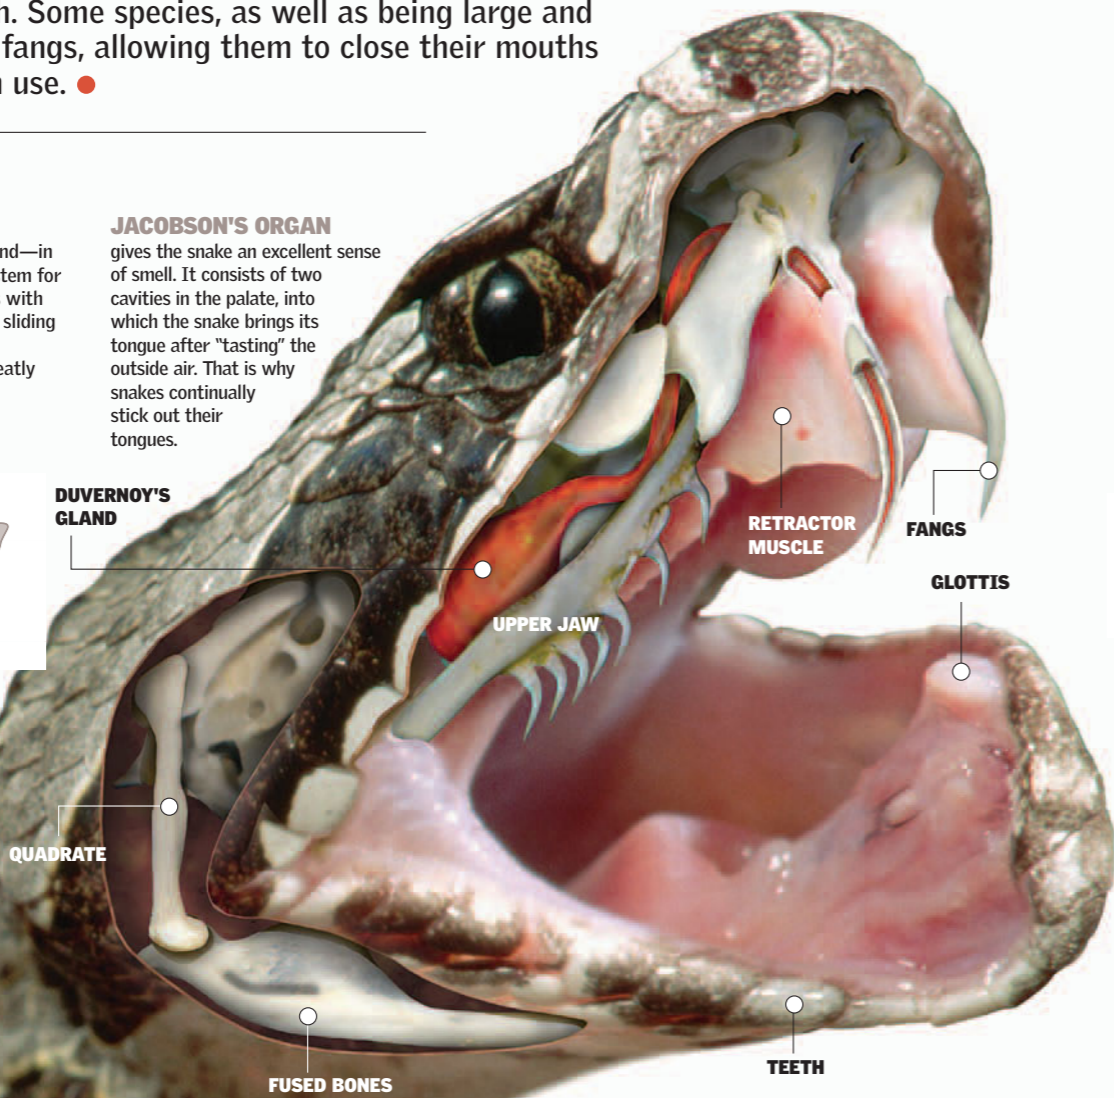 n. Some species, as well as being large and
fangs, allowing them to close their mouths
use.
nd—in
tem for
with
sliding
eatly
JACOBSON'S ORGAN
gives the snake an excellent sense
of smell. It consists of two
cavities in the palate, into
which the snake brings its
tongue after “tasting” the
outside air. That is why
snakes continually
stick out their
tongues.
DUVERNOY'S
GLAND
RETRACTOR
MUSCLE
FANGS
GLOTTIS
UPPER JAW
QUADRATE
TEETH
FUSED BONES